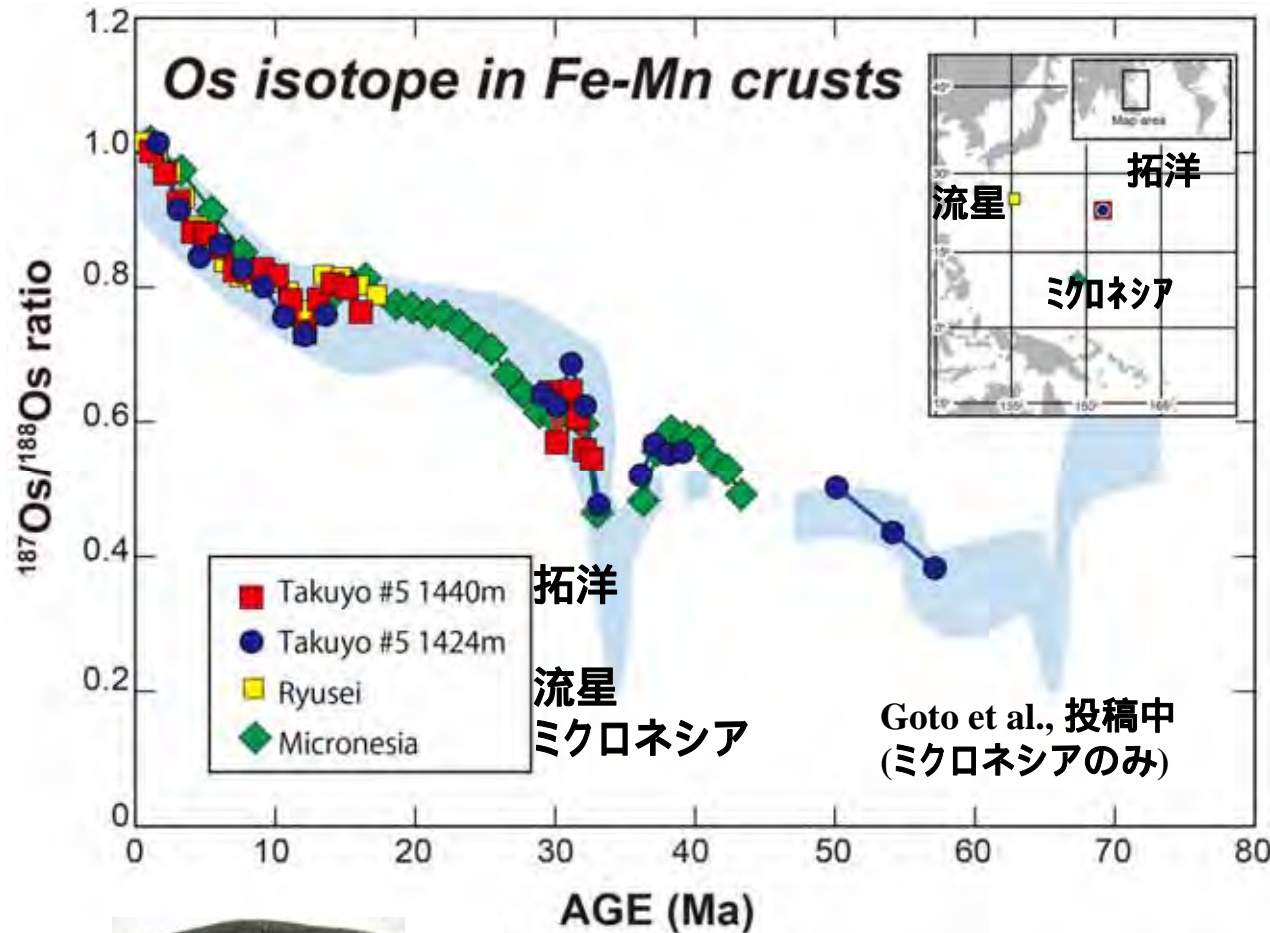 Os isotope in Fe-Mn crusts
1.2
1.0
0.8
0.6
0.4
0.2
0
187Os/188Os ratio
Map area
拓洋
流星
ミクロネシア
30°
15°
150°
Takuyo #5 1440m 拓洋
Takuyo #5 1424m
Ryusei 流星
Micronesia ミクロネシア
Goto et al., 投稿中
(ミクロネシアのみ)
0 10 20 30 40 50 60 70 80
AGE (Ma)